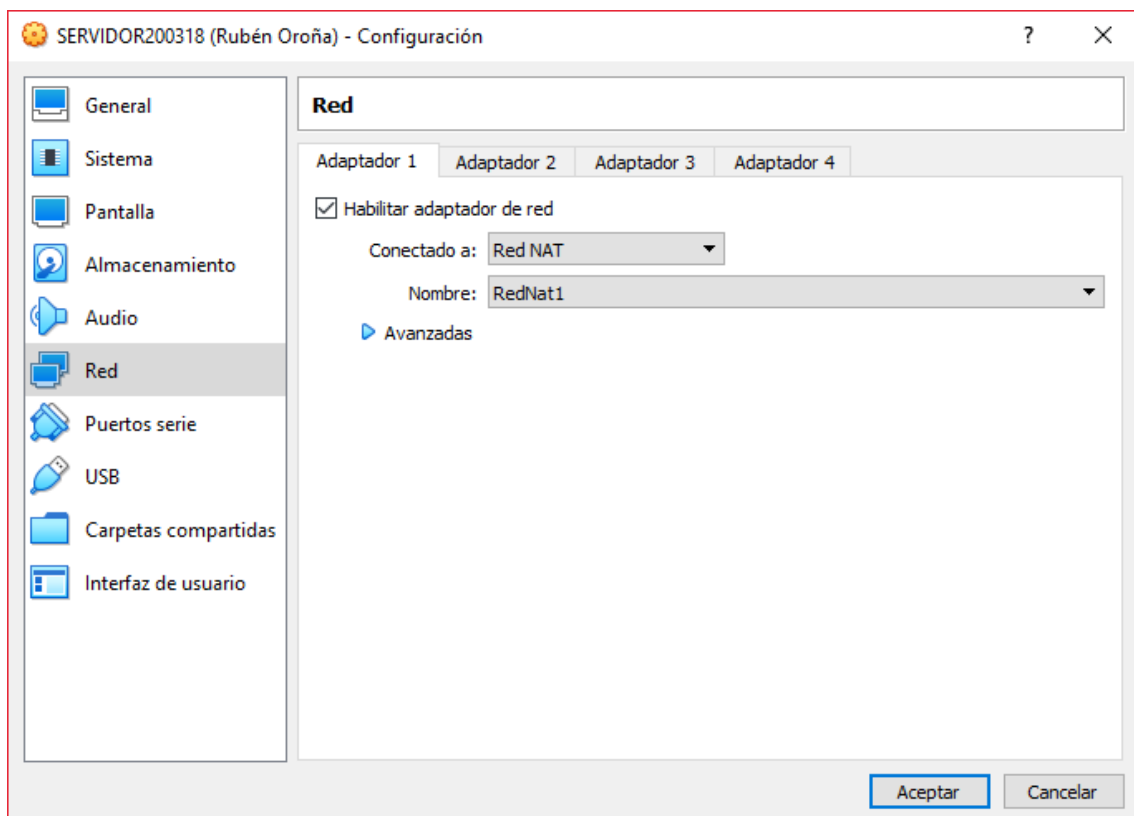 SERVIDOR200318 (Rubén Oroña) - Configuración
?
General
Sistema
Pantalla
Almacenamiento
Audio
Red
Puertos serie
USB
Carpetas compartidas
Interfaz de usuario
Red
Adaptador 1 Adaptador 2 Adaptador 3 Adaptador 4
Habilitar adaptador de red
Conectado a: Red NAT
Nombre: RedNat1
Avanzadas
Aceptar Cancelar